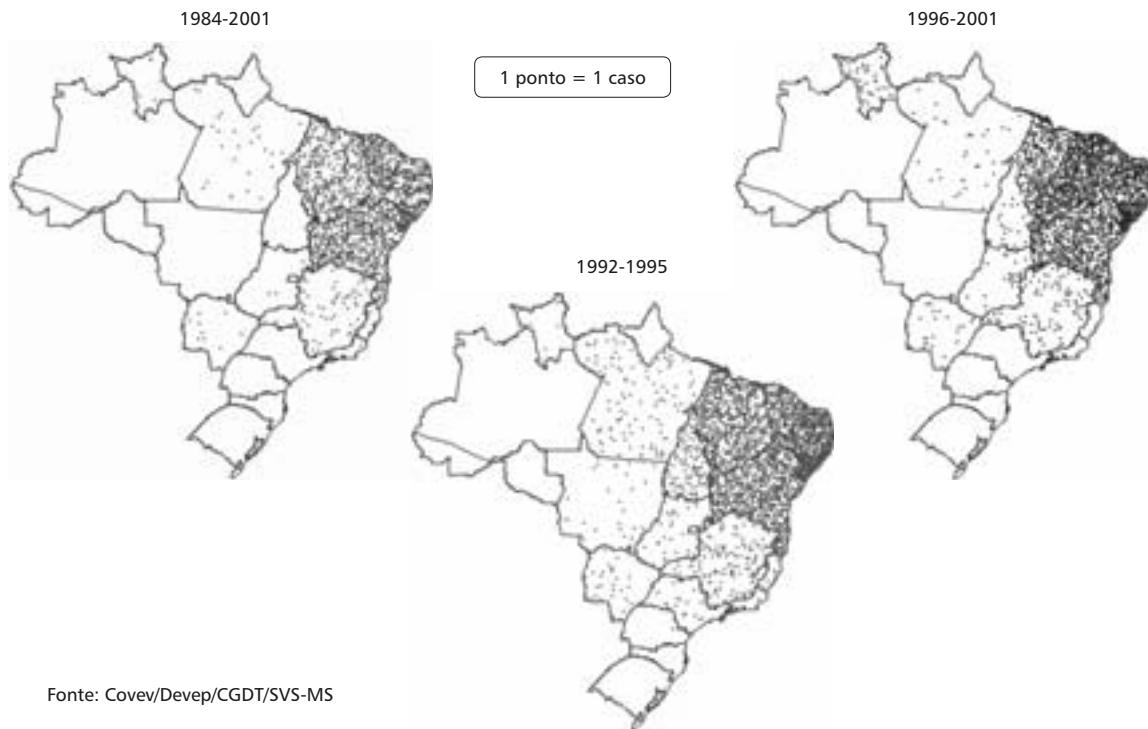 1984-2001
1996-2001
1 ponto = 1 caso
1992-1995
Fonte: Covev/Devep/CGDT/SVS-MS